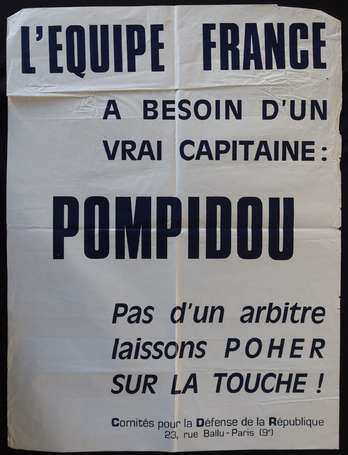 L'EQUIPE FRANCE
A BESOIN D'UN
VRAI CAPITAINE :
POMPIDOU
Pas d'un arbitre
laissons POHER
SUR LA TOUCHE !
Comités pour la Défense de la République
23, rue Ballu - Paris (9e)